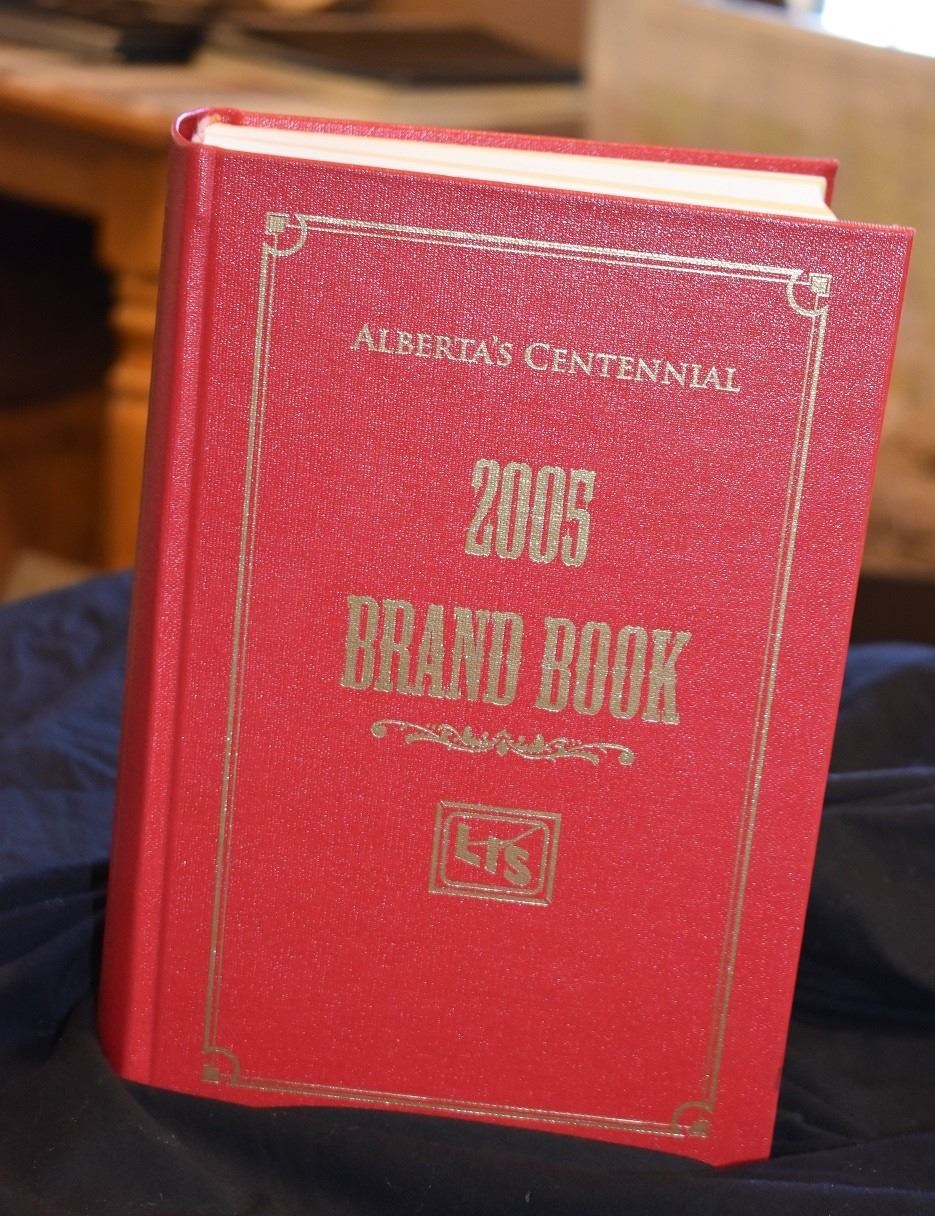 ALBERTA'S CENTENNIAL
2005
BRAND BOOK
LIS